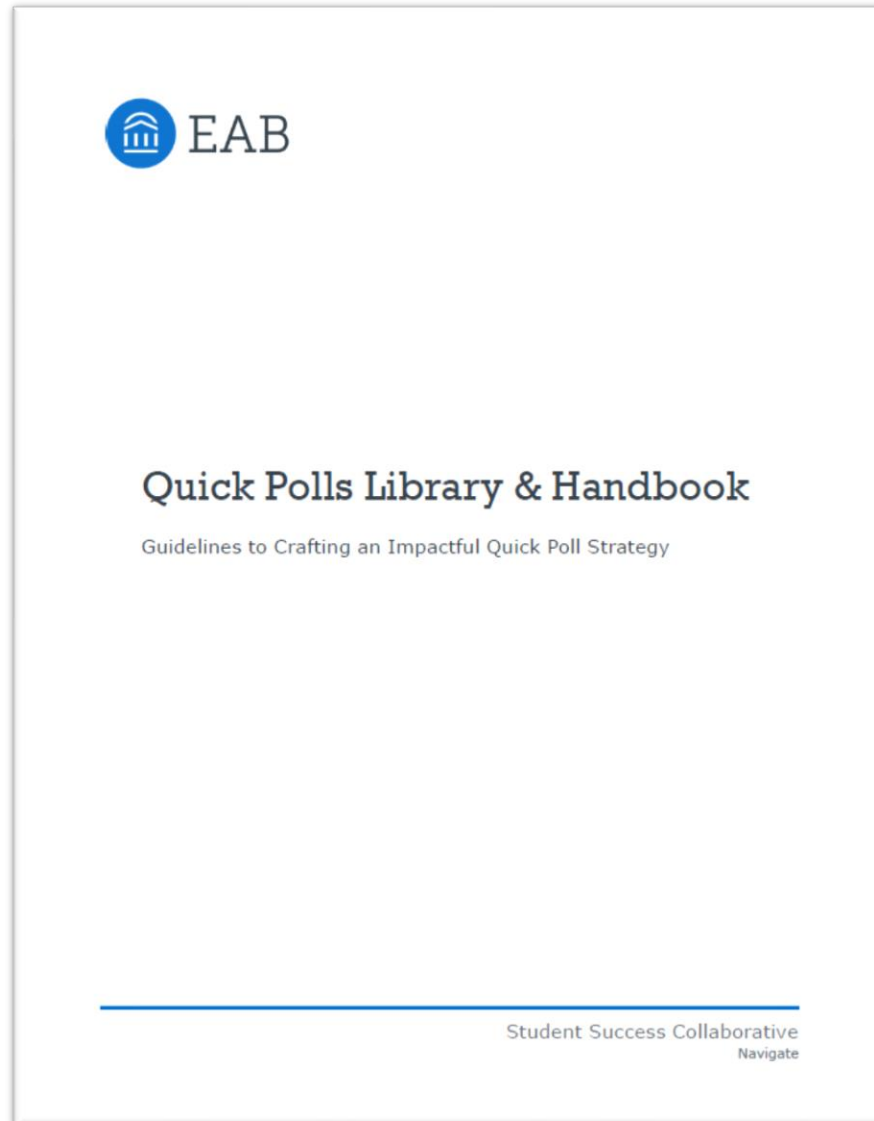 EAB
Quick Polls Library & Handbook
Guidelines to Crafting an Impactful Quick Poll Strategy
Student Success Collaborative
Navigate